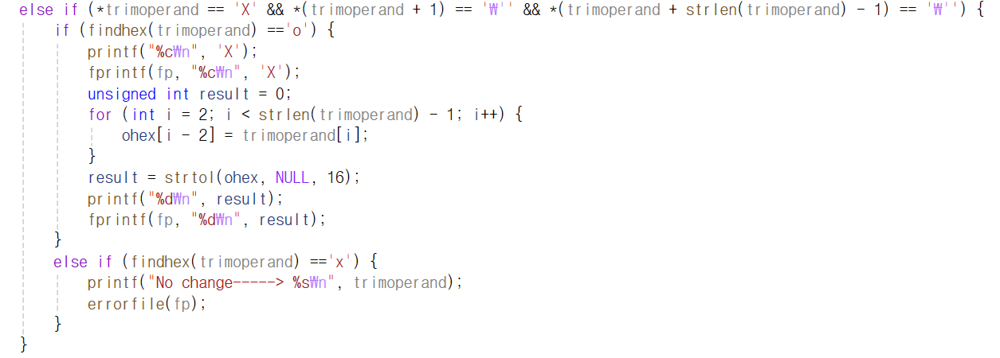 else if (*trimoperand == 'X' && *(trimoperand + 1) == '₩'' && *(trimoperand + strlen(trimoperand) - 1) == '₩'') {
if (findhex(trimoperand) =='o') {
printf("%c₩n", 'X');
fprintf(fp, "%c₩n", 'X');
unsigned int result = 0;
for (int i = 2; i < strlen(trimoperand) - 1; i++) {
ohex[i - 2] = trimoperand[i];
}
result = strtol(ohex, NULL, 16);
printf("%d₩n", result);
fprintf(fp, "%d₩n", result);
}
else if (findhex(trimoperand) =='x') {
printf("No change-----> %s₩n", trimoperand);
errorfile(fp);
}
}